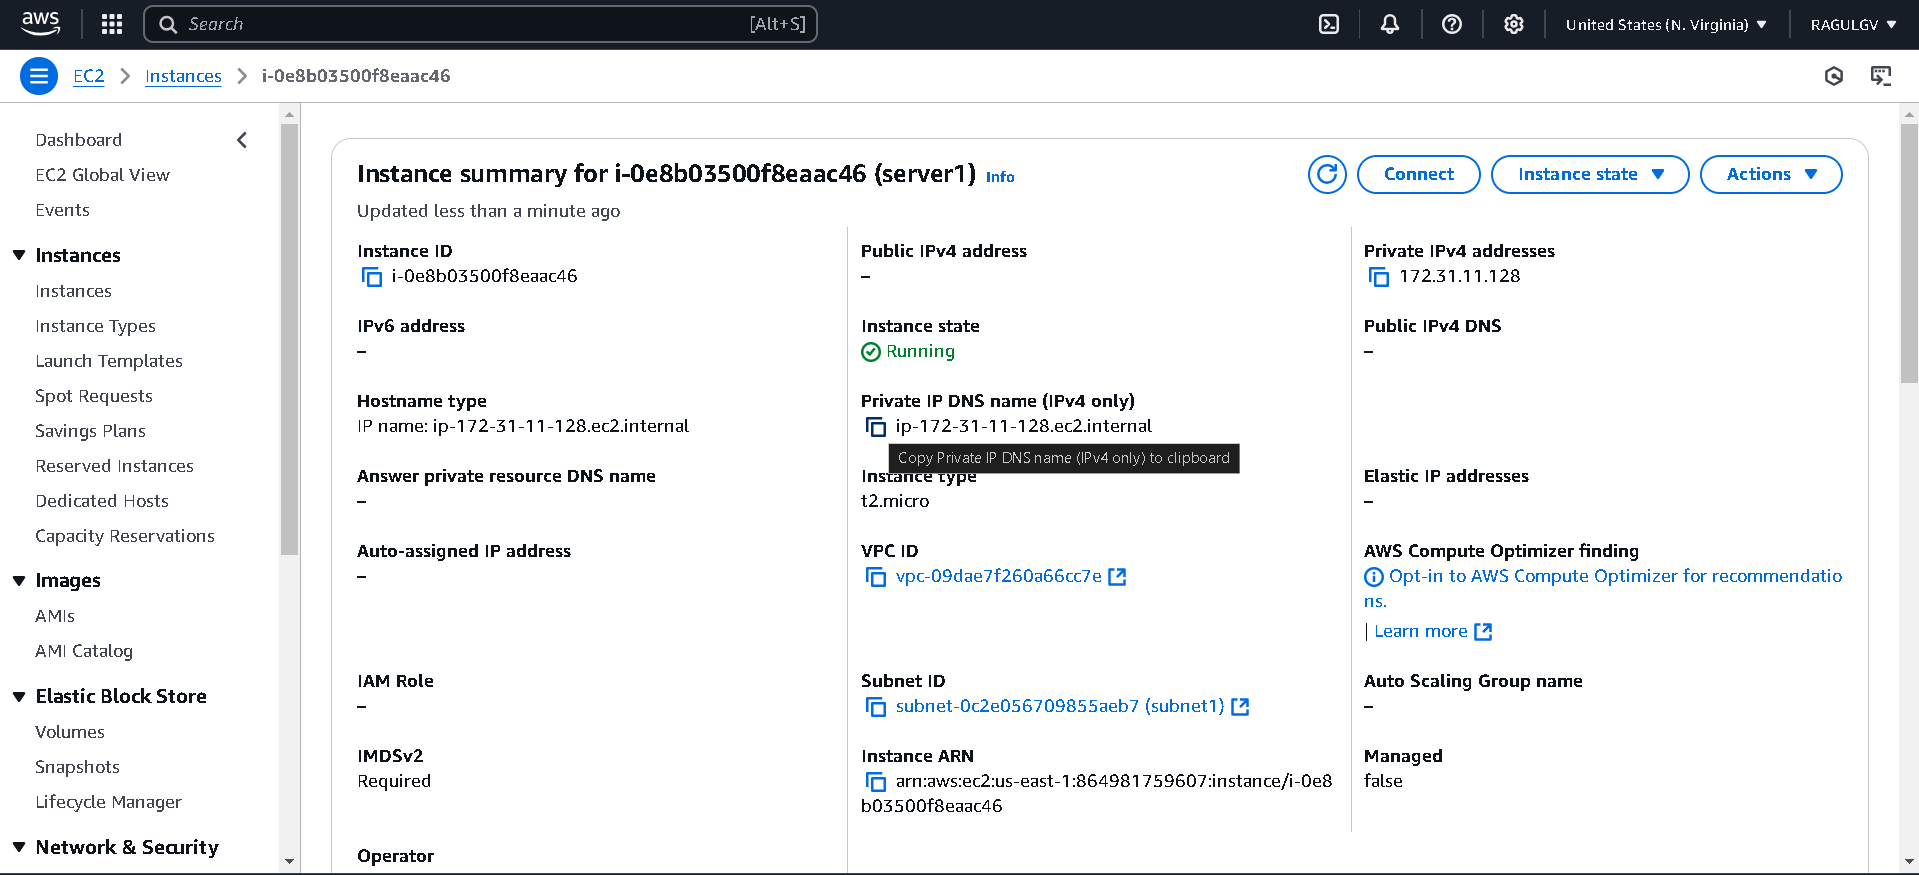 aws
Search
[Alt+S]
United States (N. Virginia)
RAGULGV
EC2
Instances
i-0e8b03500f8eaac46
Dashboard
EC2 Global View
Events
Instances
Instances
Instance Types
Launch Templates
Spot Requests
Savings Plans
Reserved Instances
Dedicated Hosts
Capacity Reservations
Images
AMIs
AMI Catalog
Elastic Block Store
Volumes
Snapshots
Lifecycle Manager
Network & Security
Instance summary for i-0e8b03500f8eaac46 (server1) Info
Updated less than a minute ago
Connect
Instance state
Actions
Instance ID
i-0e8b03500f8eaac46
Public IPv4 address
–
Private IPv4 addresses
172.31.11.128
IPv6 address
–
Instance state
Running
Public IPv4 DNS
–
Hostname type
IP name: ip-172-31-11-128.ec2.internal
Private IP DNS name (IPv4 only)
ip-172-31-11-128.ec2.internal
Copy Private IP DNS name (IPv4 only) to clipboard
Answer private resource DNS name
–
Instance type
t2.micro
Elastic IP addresses
–
Auto-assigned IP address
–
VPC ID
vpc-09dae7f260a66cc7e
AWS Compute Optimizer finding
Opt-in to AWS Compute Optimizer for recommendatio
ns.
| Learn more
IAM Role
–
Subnet ID
subnet-0c2e056709855aeb7 (subnet1)
Auto Scaling Group name
–
IMDSv2
Required
Instance ARN
arn:aws:ec2:us-east-1:864981759607:instance/i-0e8
b03500f8eaac46
Managed
false
Operator